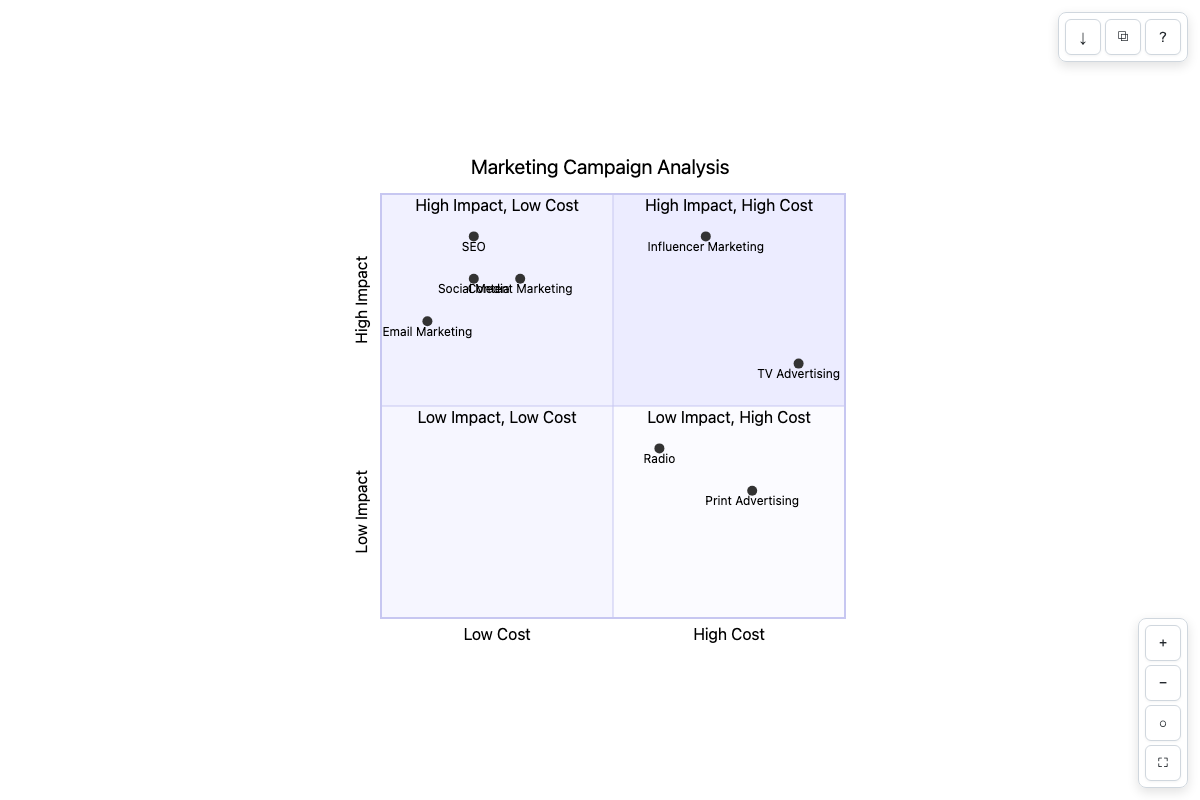 ↓ ⧉ ?
Marketing Campaign Analysis
High Impact, Low Cost
High Impact, High Cost
SEO
Influencer Marketing
Social Media
Content Marketing
Email Marketing
TV Advertising
High Impact
Low Impact, Low Cost
Low Impact, High Cost
Radio
Print Advertising
Low Impact
Low Cost
High Cost
+
−
○
⛶